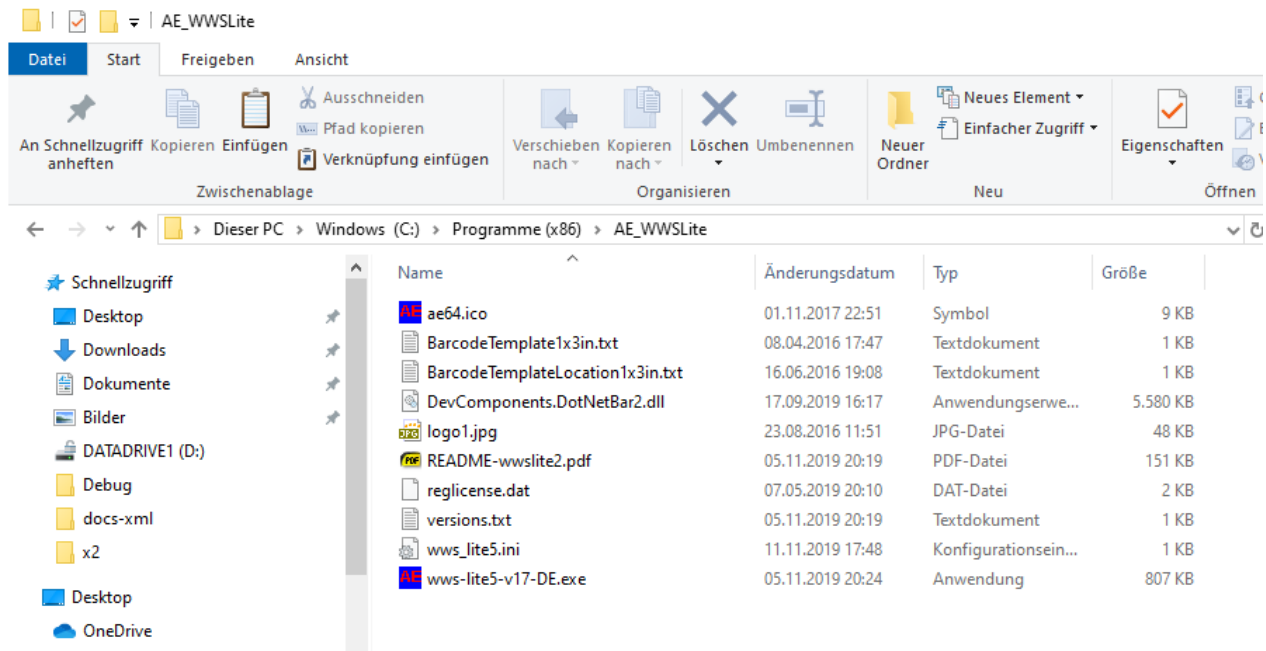 AE_WWSLite
Datei Start Freigeben Ansicht
An Schnellzugriff anheften
Kopieren
Einfügen
Ausschneiden
Pfad kopieren
Verknüpfung einfügen
Zwischenablage
Verschieben nach
Kopieren nach
Löschen
Umbenennen
Organisieren
Neuer Ordner
Neues Element
Einfacher Zugriff
Neu
Eigenschaften
Öffnen
Dieser PC > Windows (C:) > Programme (x86) > AE_WWSLite
Schnellzugriff
Desktop
Downloads
Dokumente
Bilder
DATADRIVE1 (D:)
Debug
docs-xml
x2
Desktop
OneDrive
Name Änderungsdatum Typ Größe
AE ae64.ico 01.11.2017 22:51 Symbol 9 KB
BarcodeTemplate1x3in.txt 08.04.2016 17:47 Textdokument 1 KB
BarcodeTemplateLocation1x3in.txt 16.06.2016 19:08 Textdokument 1 KB
DevComponents.DotNetBar2.dll 17.09.2019 16:17 Anwendungserwe... 5.580 KB
JPG logo1.jpg 23.08.2016 11:51 JPG-Datei 48 KB
PDF README-wwslite2.pdf 05.11.2019 20:19 PDF-Datei 151 KB
reglicense.dat 07.05.2019 20:10 DAT-Datei 2 KB
versions.txt 05.11.2019 20:19 Textdokument 1 KB
wws_lite5.ini 11.11.2019 17:48 Konfigurationsein... 1 KB
AE wws-lite5-v17-DE.exe 05.11.2019 20:24 Anwendung 807 KB